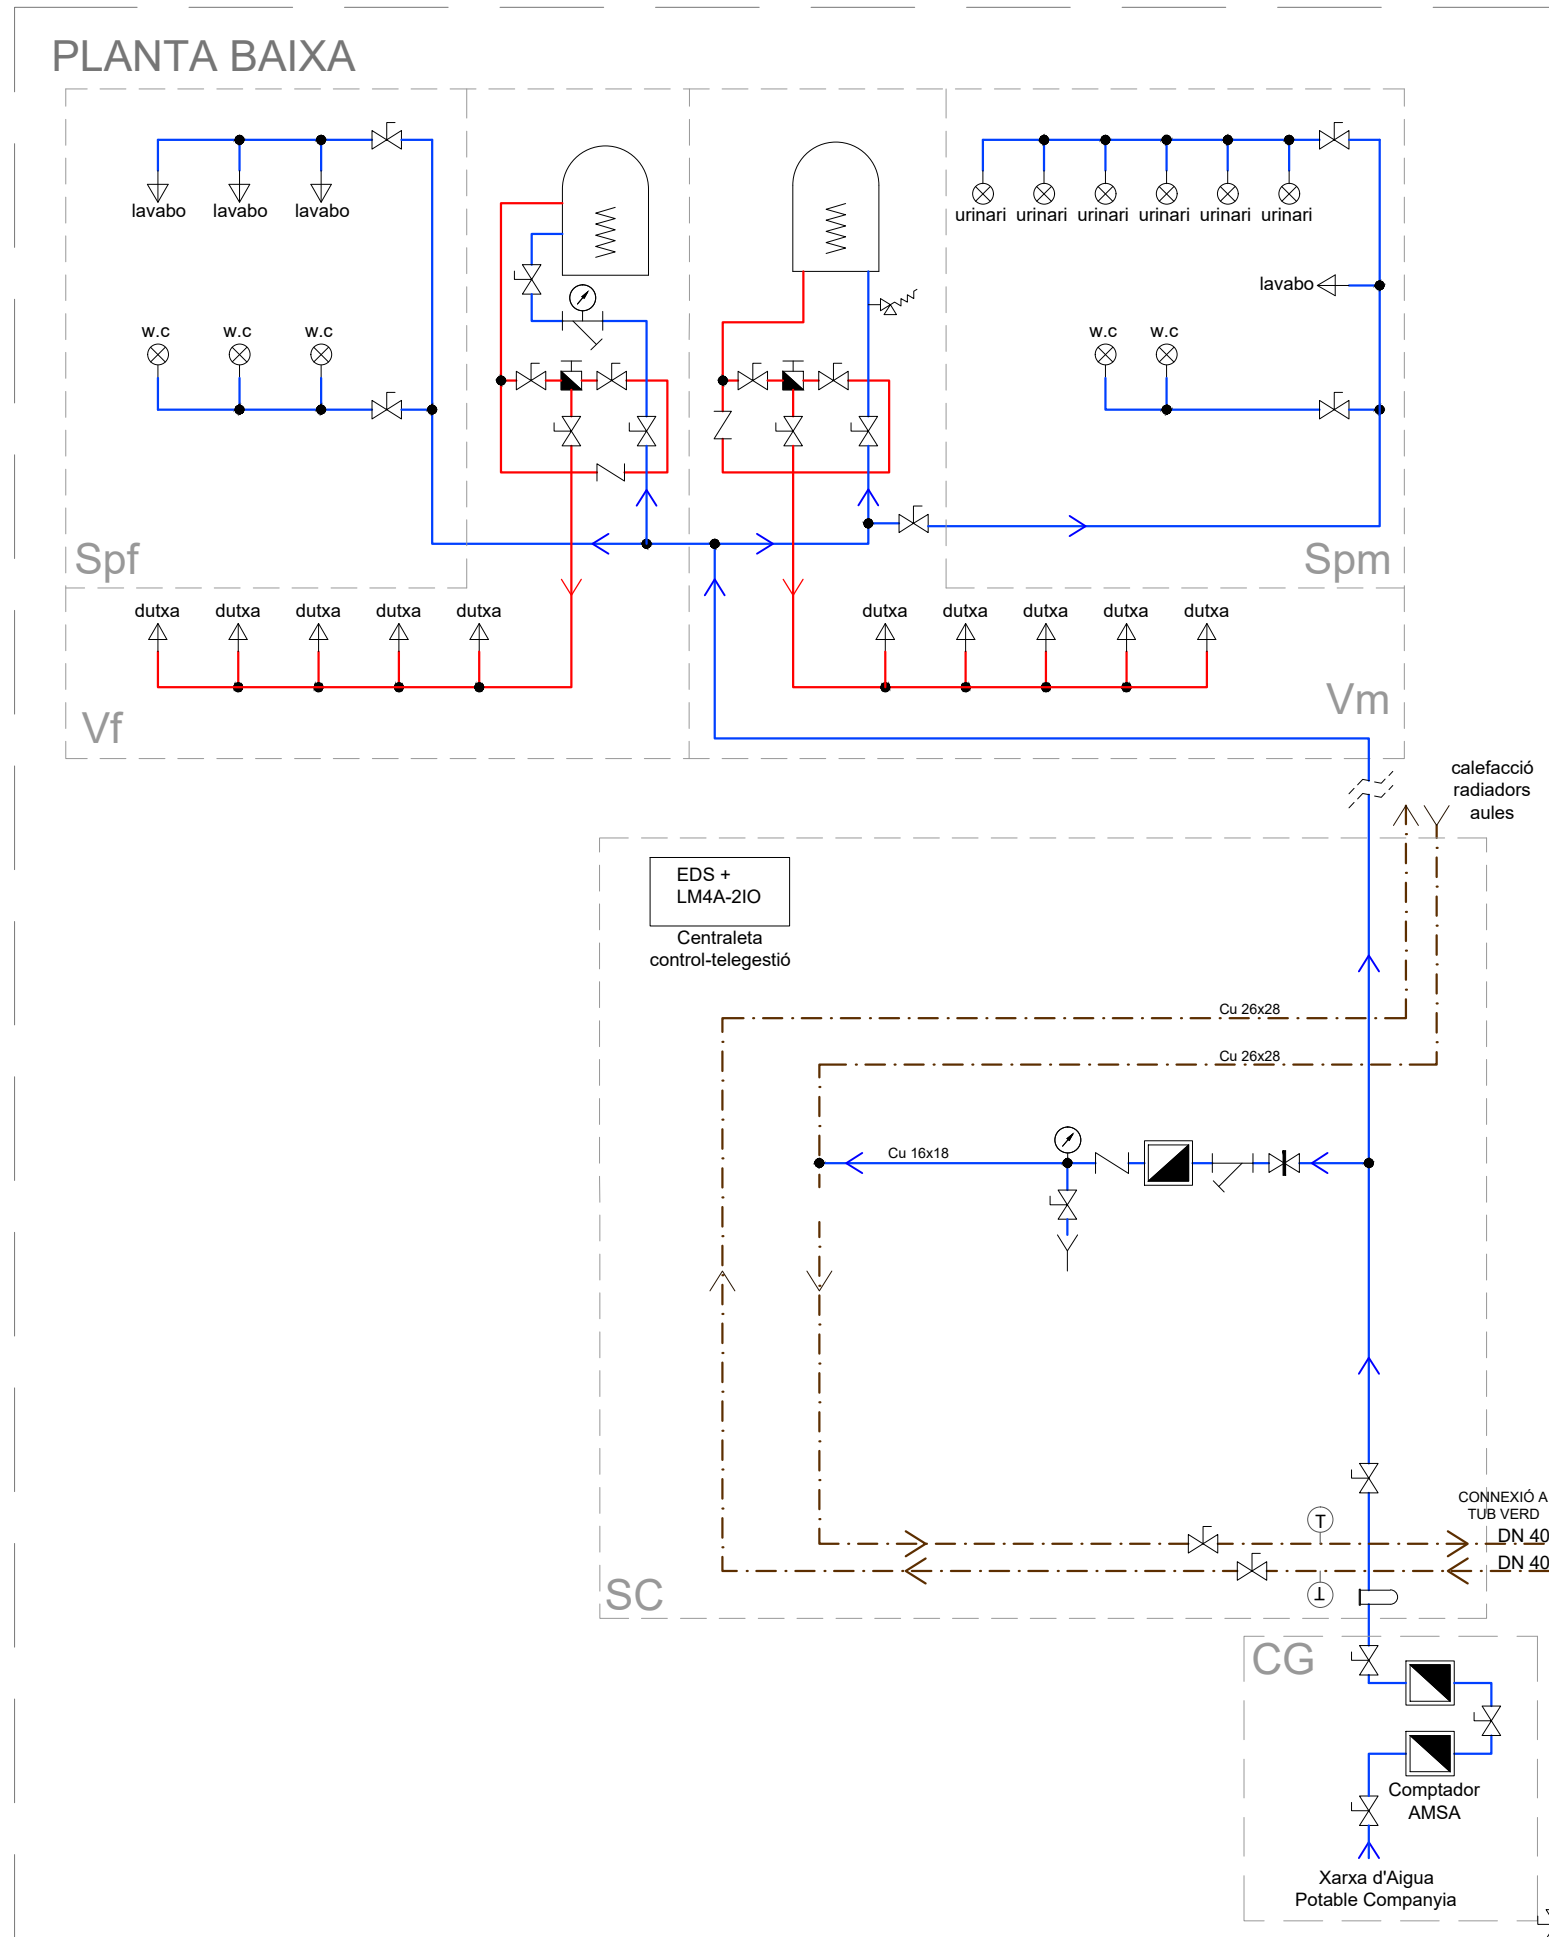 PLANTA BAIXA
lavabo lavabo lavabo
urinari urinari urinari urinari urinari urinari
lavabo
w.c w.c w.c
w.c w.c
Spf
Spm
dutxa dutxa dutxa dutxa dutxa
dutxa dutxa dutxa dutxa dutxa
Vf
Vm
calefacció
radiadors
aules
EDS +
LM4A-2IO
Centraleta
control-telegestió
Cu 26x28
Cu 26x28
Cu 16x18
CONNEXIÓ A
TUB VERD
T
DN 40
DN 40
T
SC
CG
Comptador
AMSA
Xarxa d'Aigua
Potable Companyia